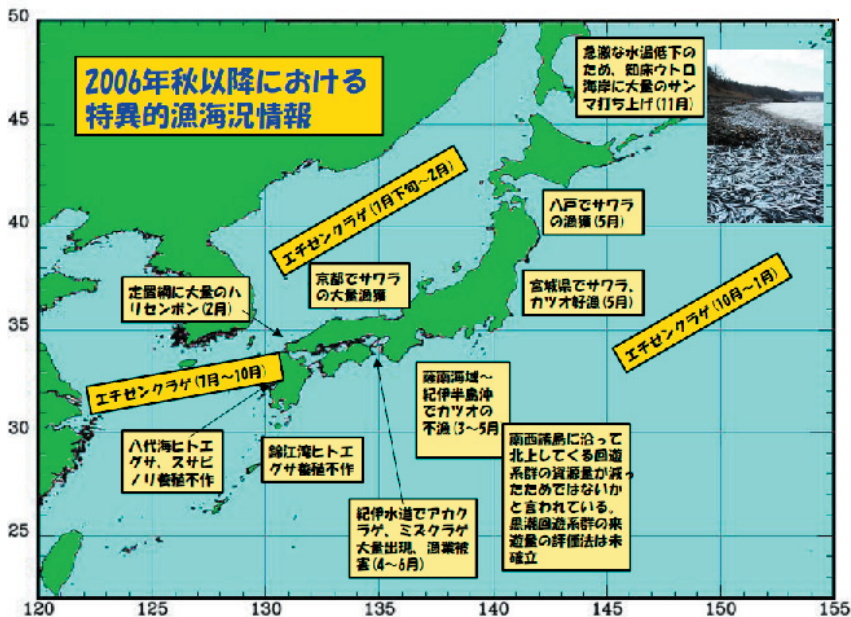 2006年秋以降における
特異的漁海況情報
急激な水温低下の
ため、知床ウトロ
海岸に大量のサン
マ打ち上げ(11月)
エチゼンクラゲ(7月下旬～2月)
八戸でサワラ
の漁獲(5月)
京都でサワラ
の大量漁獲
宮城県でサワラ、
カツオ好漁(5月)
定置網に大量のハ
リセンボン(2月)
エチゼンクラゲ(10月～1月)
エチゼンクラゲ(7月～10月)
薩南海域～
紀伊半島沖
でカツオの
不漁(3～5月
八代海ヒトエ
グサ、スサビ
ノリ養殖不作
錦江湾ヒトエ
グサ養殖不作
南西諸島に沿って
北上してくる回遊
系群の資源量が減っ
たためではないか
と言われている。
黒潮回遊系群の来
遊量の評価法は未
確立
紀伊水道でアカク
ラゲ、ミズクラゲ
大量出現、漁業被
害(4～6月)
50
45
40
35
30
25
120
125
130
135
140
145
150
155